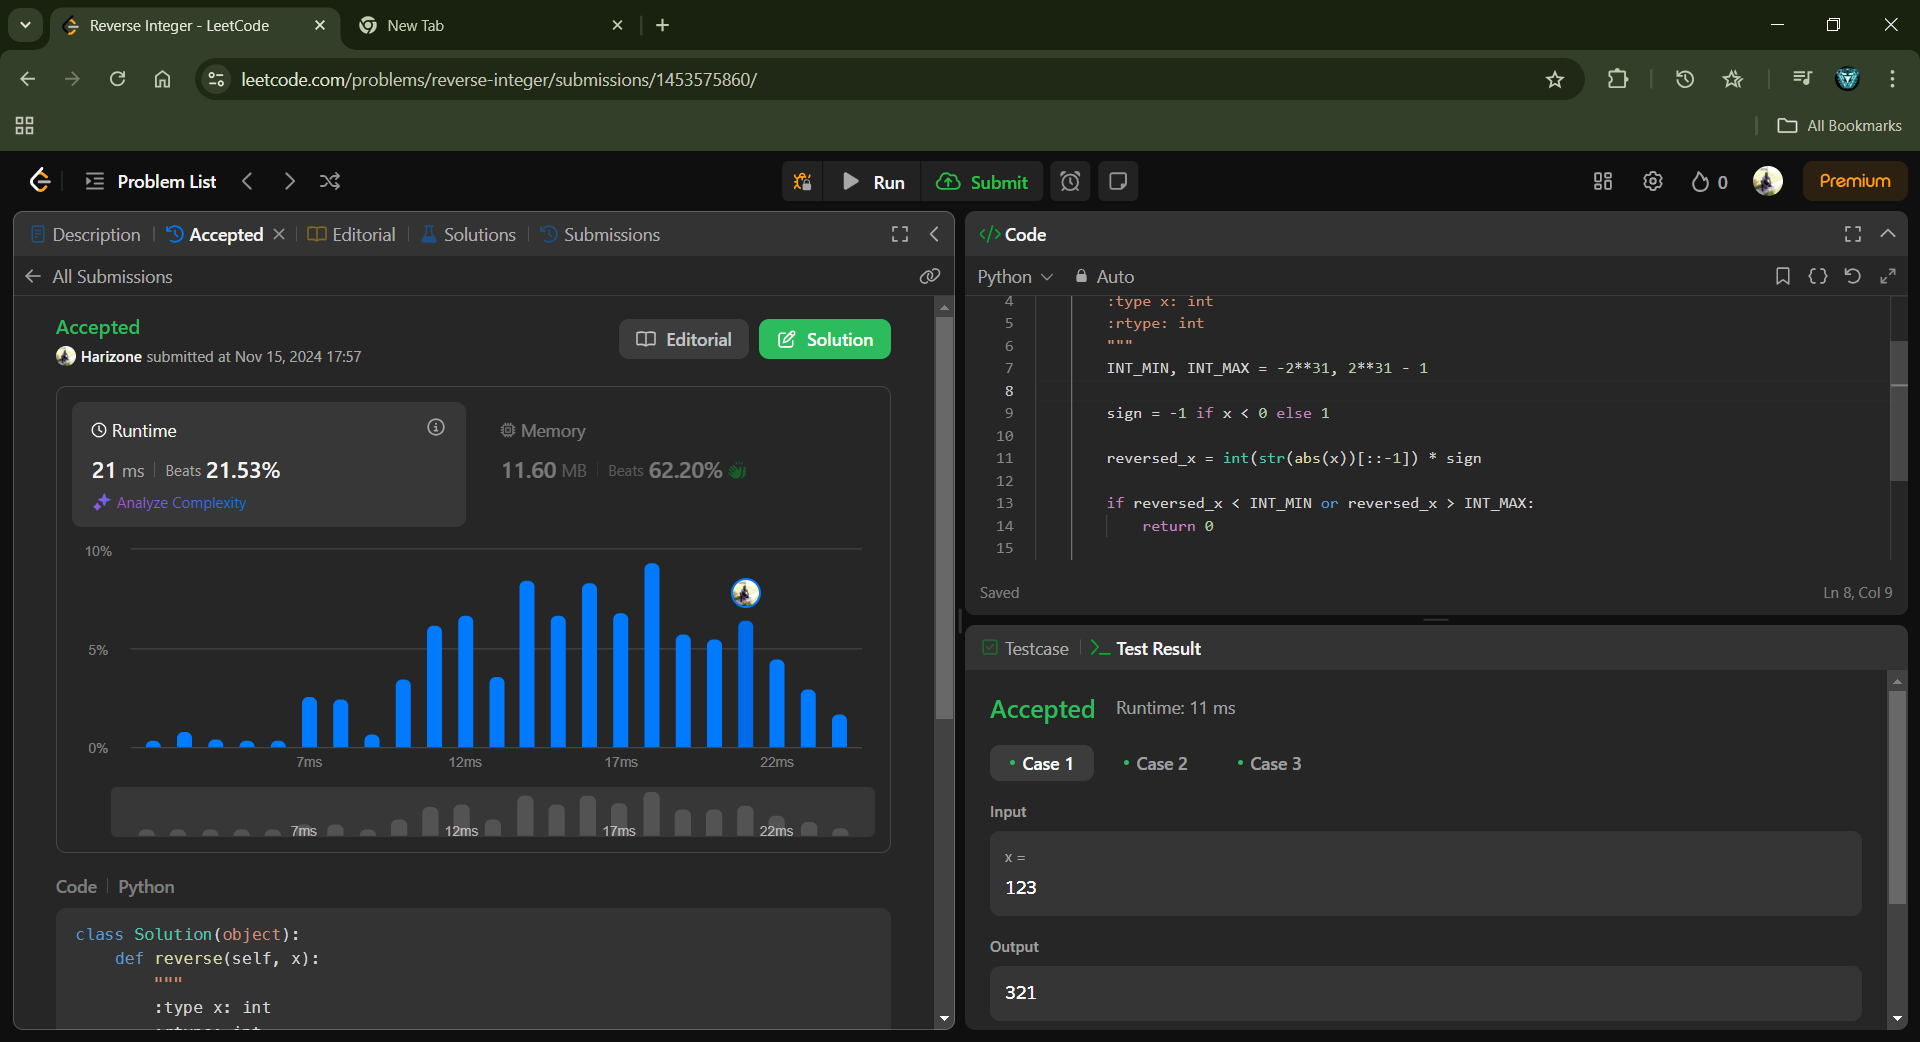 Reverse Integer - LeetCode
New Tab
leetcode.com/problems/reverse-integer/submissions/1453575860/
All Bookmarks
Problem List
Run
Submit
0
Premium
Description
Accepted
Editorial
Solutions
Submissions
All Submissions
Accepted
Harizone submitted at Nov 15, 2024 17:57
Editorial
Solution
Runtime
21 ms
Beats 21.53%
Analyze Complexity
Memory
11.60 MB
Beats 62.20%
10%
5%
0%
7ms
12ms
17ms
22ms
7ms
12ms
17ms
22ms
Code
Python
class Solution(object):
def reverse(self, x):
"""
:type x: int
:rtype: int
Code
Python
Auto
4 :type x: int
5 :rtype: int
6 """
7 INT_MIN, INT_MAX = -2**31, 2**31 - 1
8
9 sign = -1 if x < 0 else 1
10
11 reversed_x = int(str(abs(x))[::-1]) * sign
12
13 if reversed_x < INT_MIN or reversed_x > INT_MAX:
14 return 0
15
Saved
Ln 8, Col 9
Testcase
Test Result
Accepted
Runtime: 11 ms
Case 1
Case 2
Case 3
Input
x =
123
Output
321